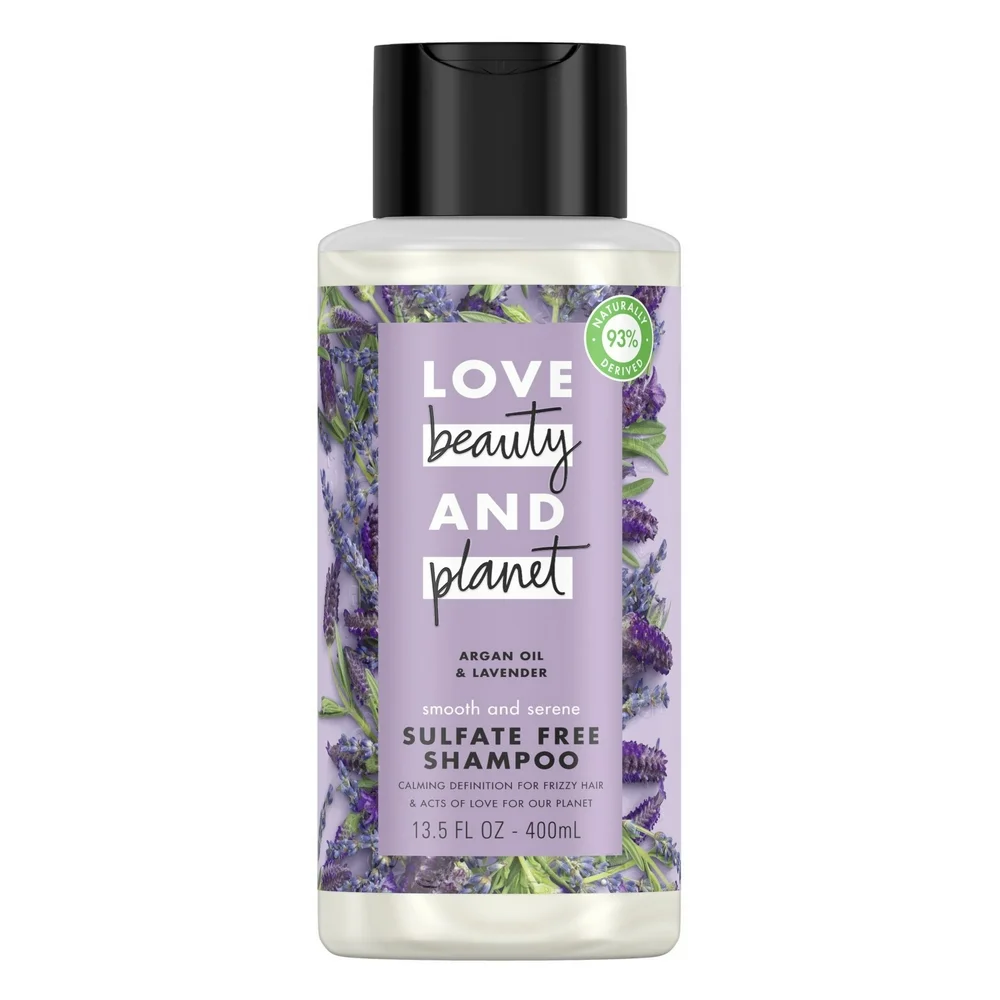 NATURALLY
93%
DERIVED
LOVE
beauty
AND
planet
ARGAN OIL
& LAVENDER
smooth and serene
SULFATE FREE
SHAMPOO
CALMING DEFINITION FOR FRIZZY HAIR
& ACTS OF LOVE FOR OUR PLANET
13.5 FL OZ - 400mL